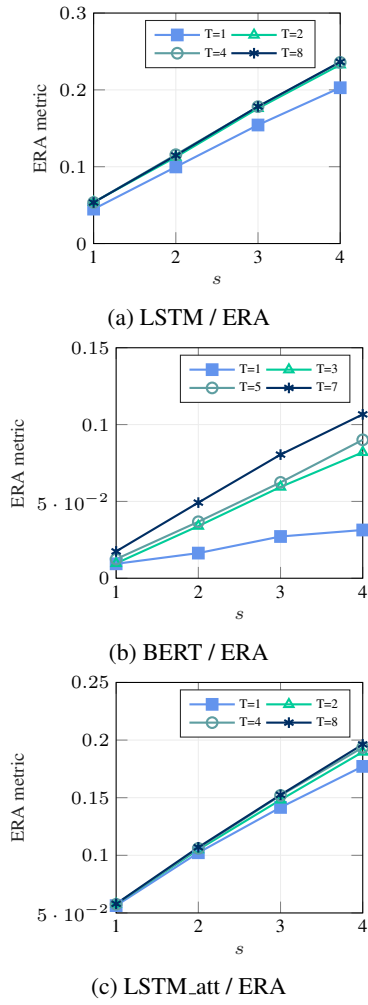 0.3
T=1 T=2
T=4 T=8
0.2
ERA metric
0.1
0
1 2 3 4
s
(a) LSTM / ERA
0.15
T=1 T=3
T=5 T=7
0.1
ERA metric
5 · 10⁻²
0
1 2 3 4
s
(b) BERT / ERA
0.25
T=1 T=2
T=4 T=8
0.2
ERA metric
0.15
0.1
5 · 10⁻²
1 2 3 4
s
(c) LSTM_att / ERA